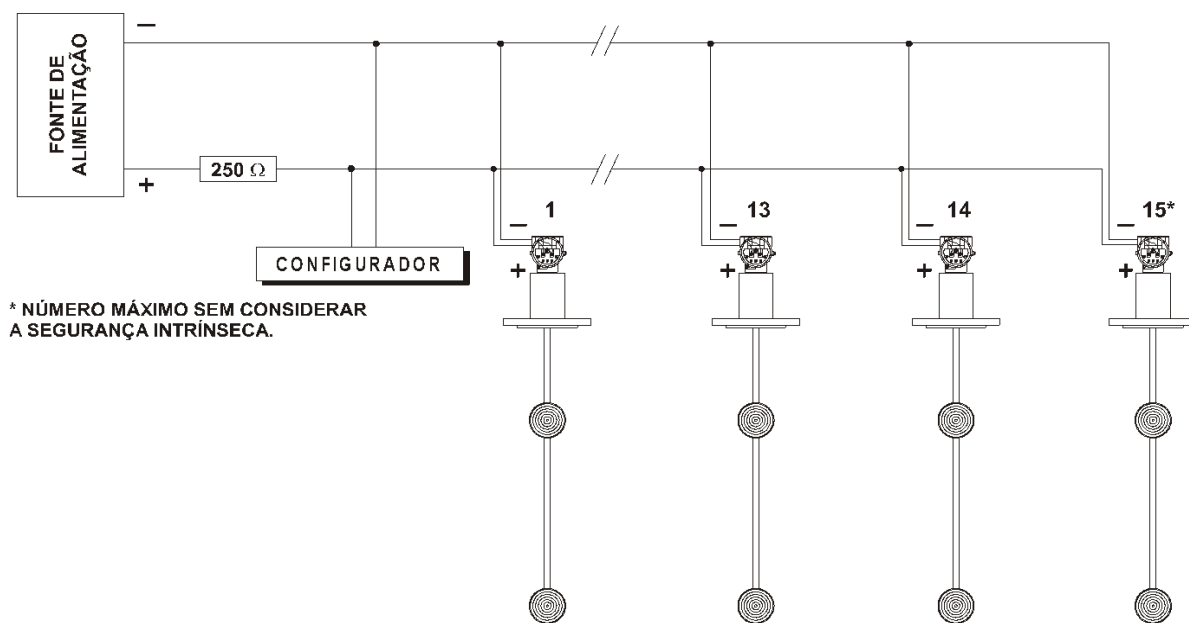 FONTE DE
ALIMENTAÇÃO
−
+
250 Ω
CONFIGURADOR
* NÚMERO MÁXIMO SEM CONSIDERAR
A SEGURANÇA INTRÍNSECA.
1
−
+
13
−
+
14
−
+
15*
−
+